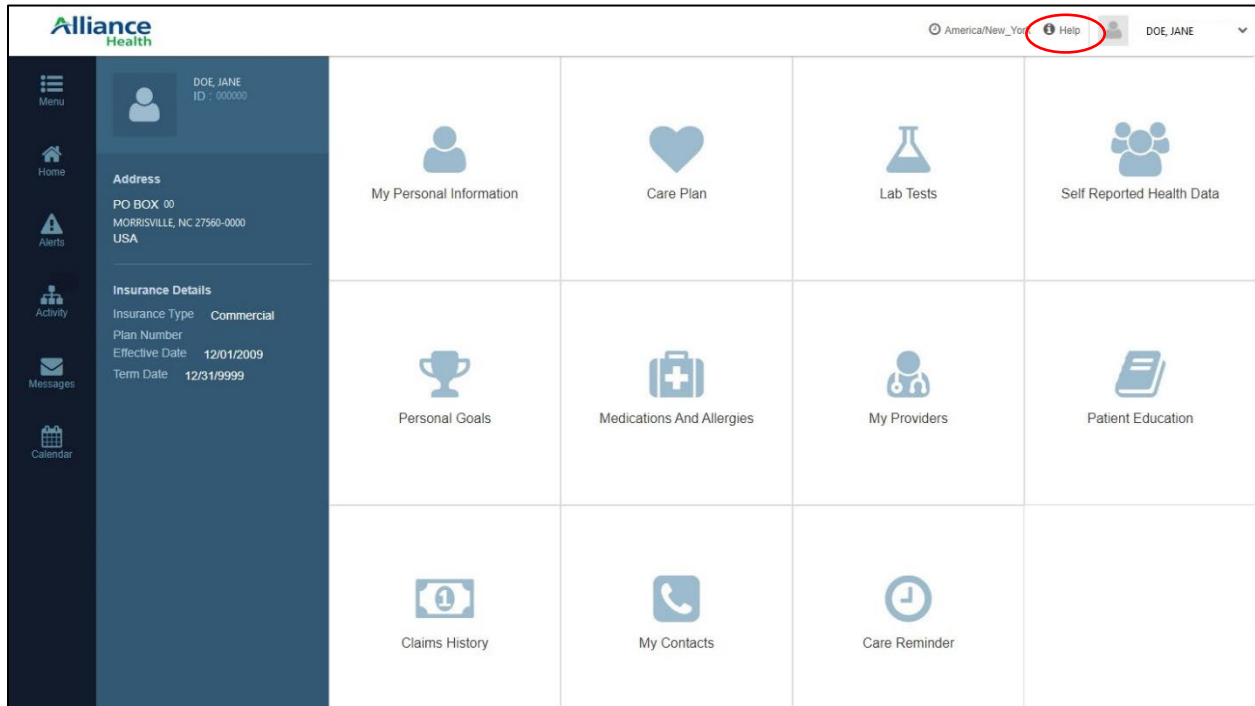 Alliance
Health
America/New_York
Help
DOE, JANE
Menu
Home
Alerts
Activity
Messages
Calendar
DOE, JANE
ID : 000000
Address
PO BOX 00
MORRISVILLE, NC 27560-0000
USA
Insurance Details
Insurance Type Commercial
Plan Number
Effective Date 12/01/2009
Term Date 12/31/9999
My Personal Information
Care Plan
Lab Tests
Self Reported Health Data
Personal Goals
Medications And Allergies
My Providers
Patient Education
1
Claims History
My Contacts
Care Reminder